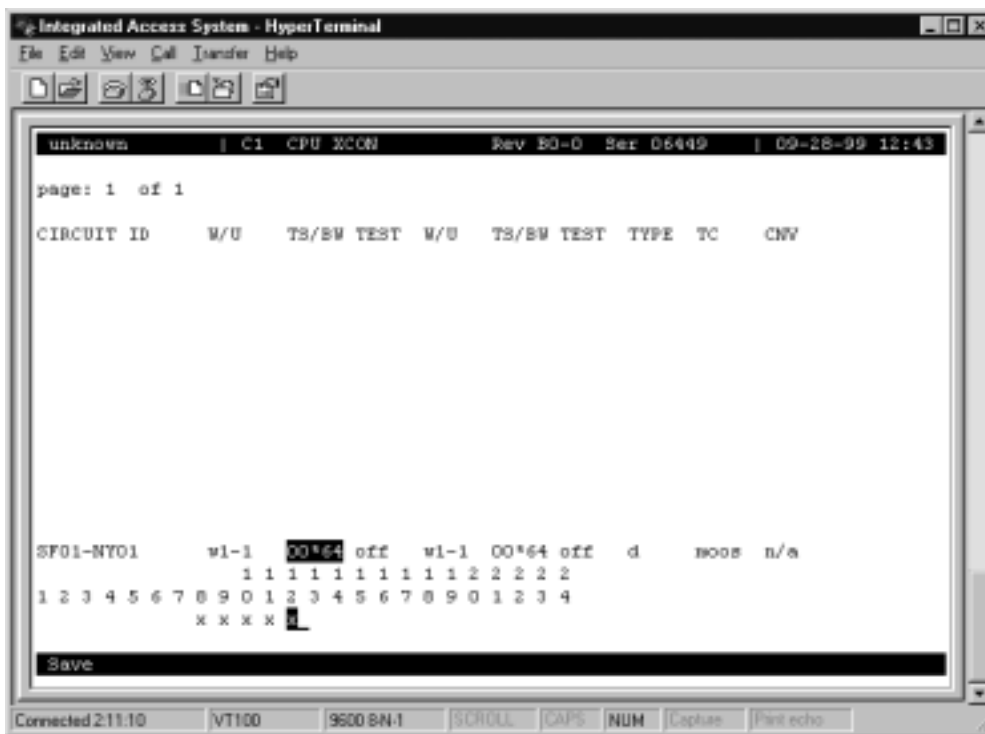 Integrated Access System - HyperTerminal
File Edit View Call Transfer Help
unknown | C1 CPU XCON Rev B0-0 Ser 06449 | 09-28-99 12:43
page: 1 of 1
CIRCUIT ID W/U TS/BW TEST W/U TS/BW TEST TYPE TC CNV
SF01-NY01 w1-1 00*64 off w1-1 00*64 off d moos n/a
1 1 1 1 1 1 1 1 1 1 2 2 2 2 2
1 2 3 4 5 6 7 8 9 0 1 2 3 4 5 6 7 8 9 0 1 2 3 4
x x x x x_
Save
Connected 2:11:10 VT100 9600 8-N-1 SCROLL CAPS NUM Capture Print echo